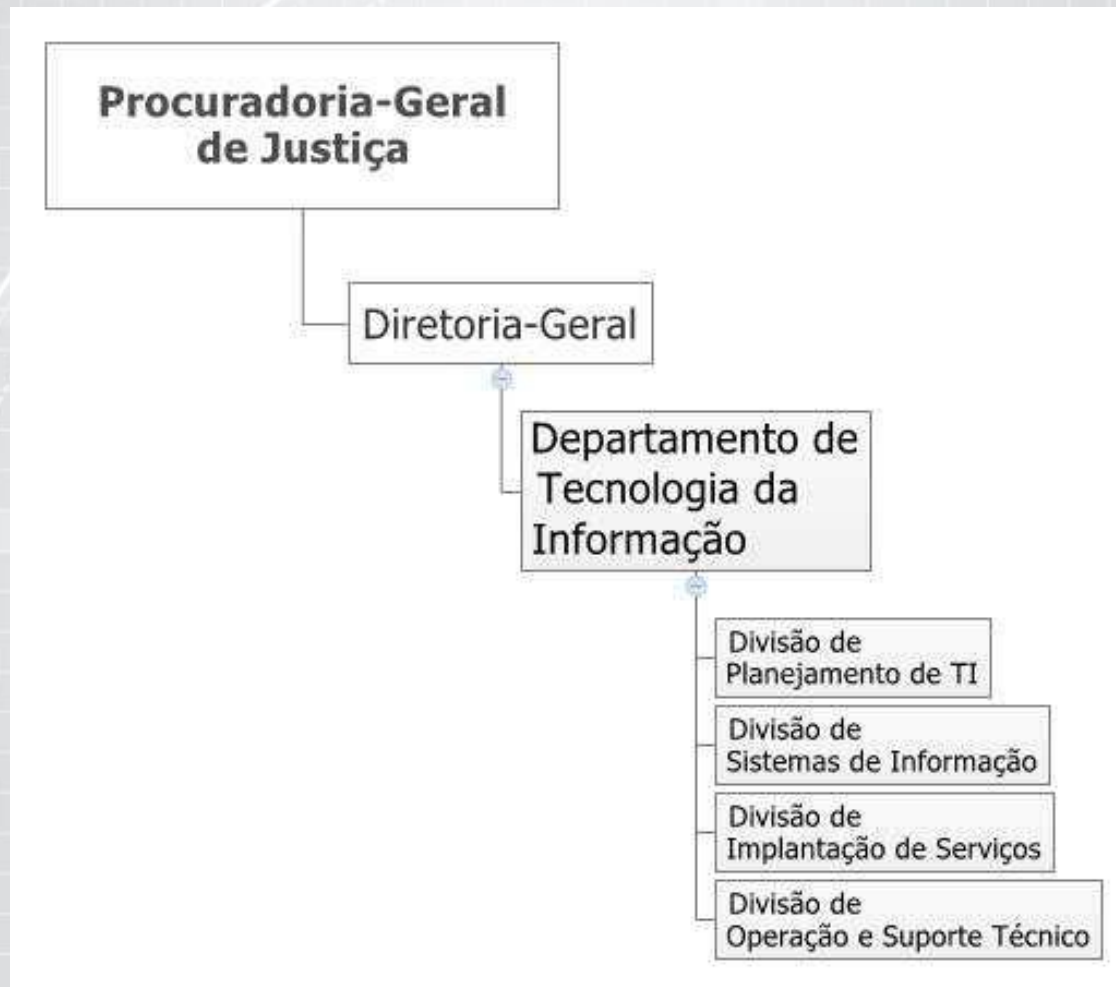 Procuradoria-Geral
de Justiça
Diretoria-Geral
Departamento de
Tecnologia da
Informação
Divisão de
Planejamento de TI
Divisão de
Sistemas de Informação
Divisão de
Implantação de Serviços
Divisão de
Operação e Suporte Técnico